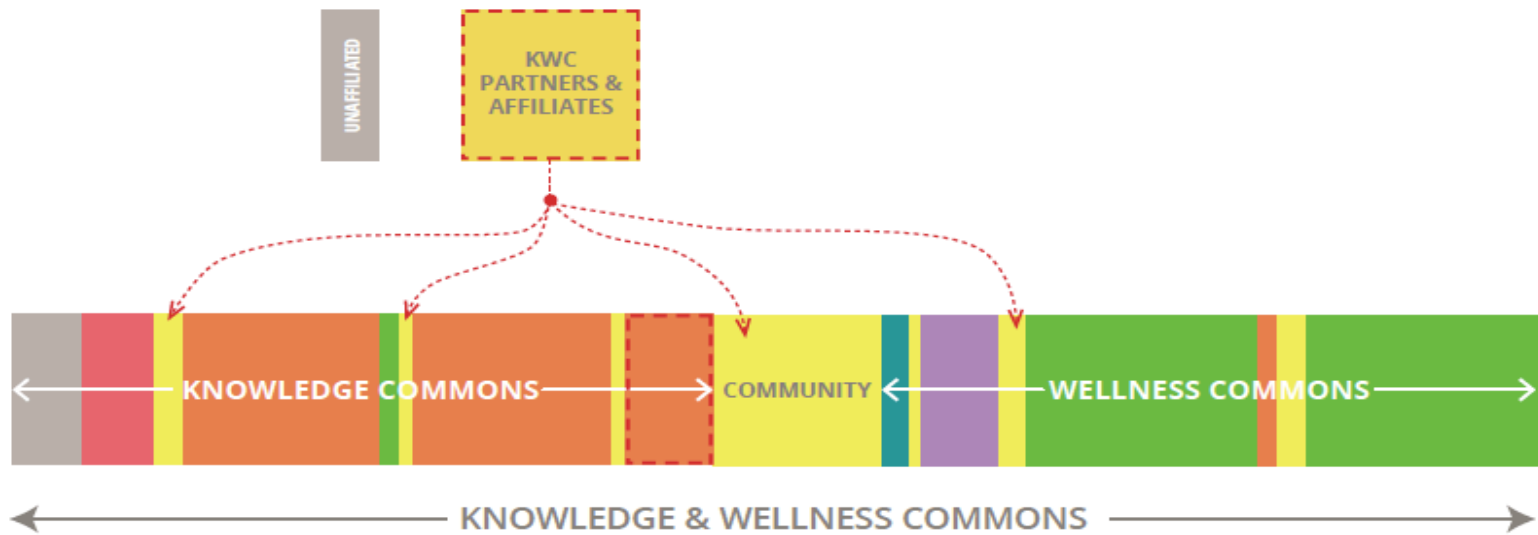 UNAFFILIATED
KWC
PARTNERS &
AFFILIATES
KNOWLEDGE COMMONS
COMMUNITY
WELLNESS COMMONS
KNOWLEDGE & WELLNESS COMMONS